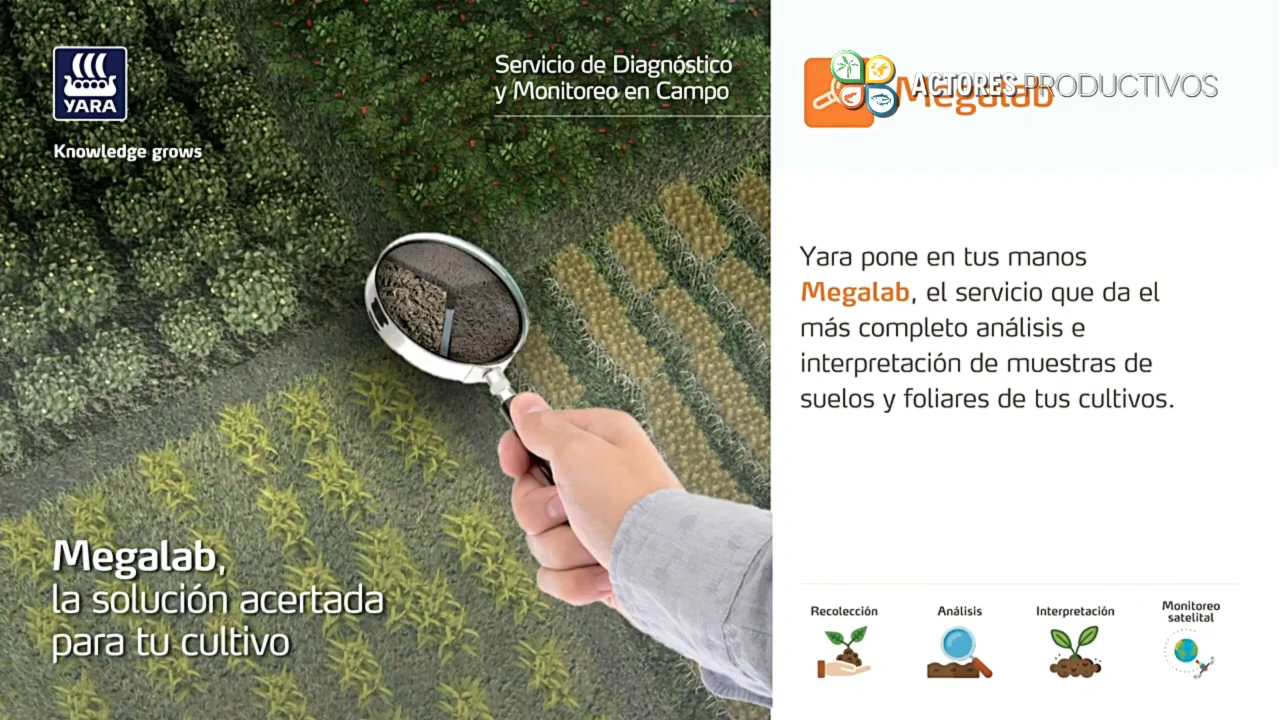 YARA
Knowledge grows
Servicio de Diagnóstico
y Monitoreo en Campo
Megalab
ACTORES PRODUCTIVOS
Yara pone en tus manos
Megalab, el servicio que da el
más completo análisis e
interpretación de muestras de
suelos y foliares de tus cultivos.
Megalab,
la solución acertada
para tu cultivo
Recolección
Análisis
Interpretación
Monitoreo
satelital